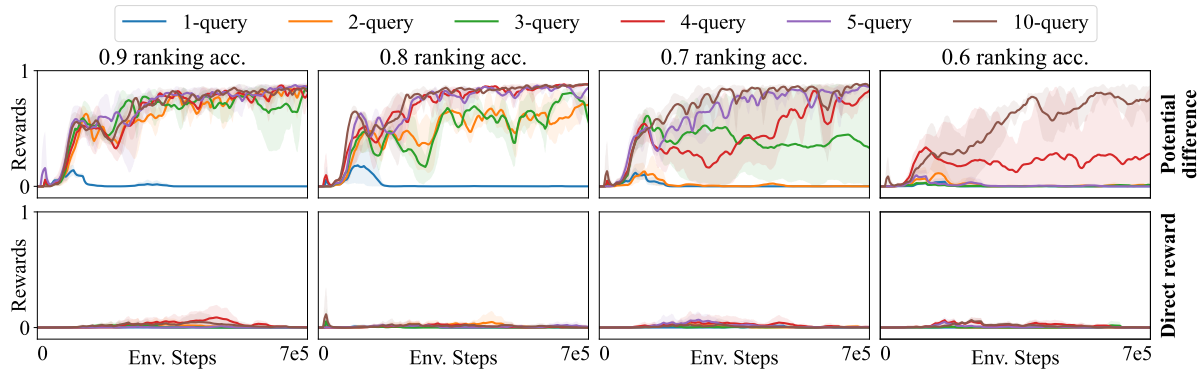 1-query 2-query 3-query 4-query 5-query 10-query
0.9 ranking acc. 0.8 ranking acc. 0.7 ranking acc. 0.6 ranking acc.
1
Rewards
0
Potential
difference
Rewards
0
1
Direct reward
0 Env. Steps 7e5 0 Env. Steps 7e5 0 Env. Steps 7e5 0 Env. Steps 7e5